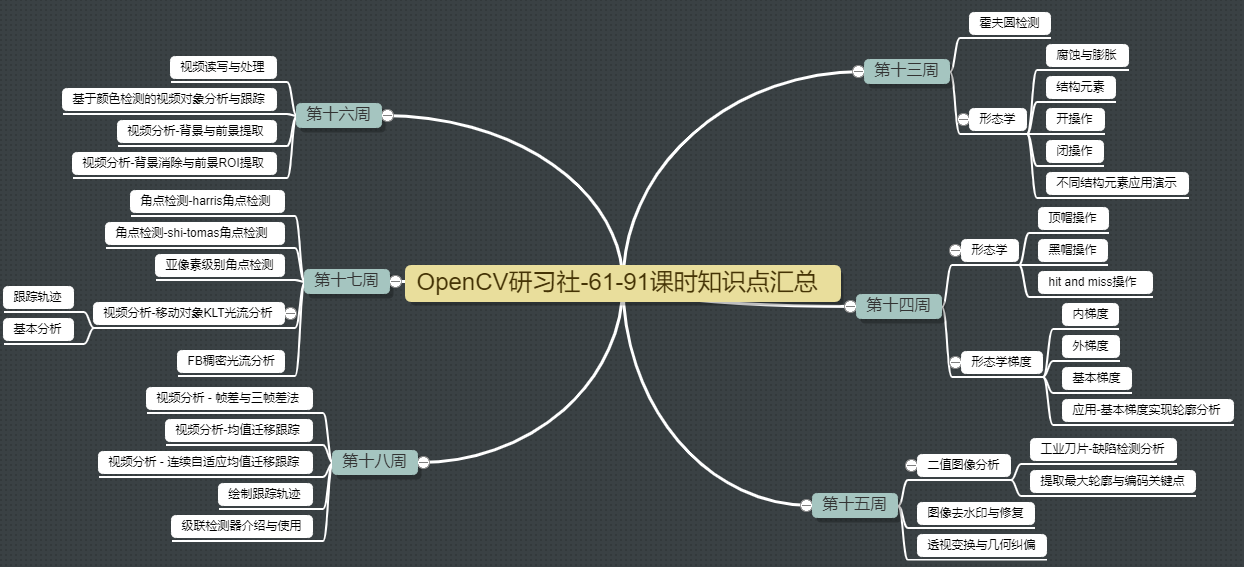 OpenCV研习社-61-91课时知识点汇总
第十三周
霍夫圆检测
形态学
腐蚀与膨胀
结构元素
开操作
闭操作
不同结构元素应用演示
第十四周
形态学
顶帽操作
黑帽操作
hit and miss操作
形态学梯度
内梯度
外梯度
基本梯度
应用-基本梯度实现轮廓分析
第十五周
二值图像分析
工业刀片-缺陷检测分析
提取最大轮廓与编码关键点
图像去水印与修复
透视变换与几何纠偏
第十六周
视频读写与处理
基于颜色检测的视频对象分析与跟踪
视频分析-背景与前景提取
视频分析-背景消除与前景ROI提取
第十七周
角点检测-harris角点检测
角点检测-shi-tomas角点检测
亚像素级别角点检测
视频分析-移动对象KLT光流分析
跟踪轨迹
基本分析
FB稠密光流分析
第十八周
视频分析 - 帧差与三帧差法
视频分析-均值迁移跟踪
视频分析 - 连续自适应均值迁移跟踪
绘制跟踪轨迹
级联检测器介绍与使用